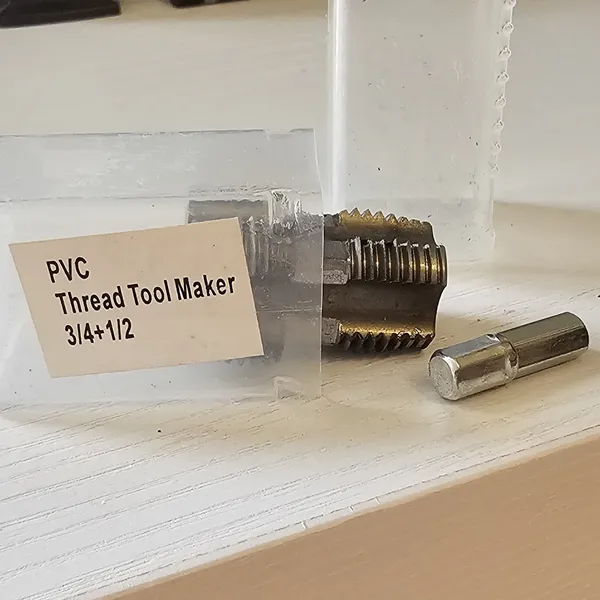 PVC
Thread Tool Maker
3/4+1/2